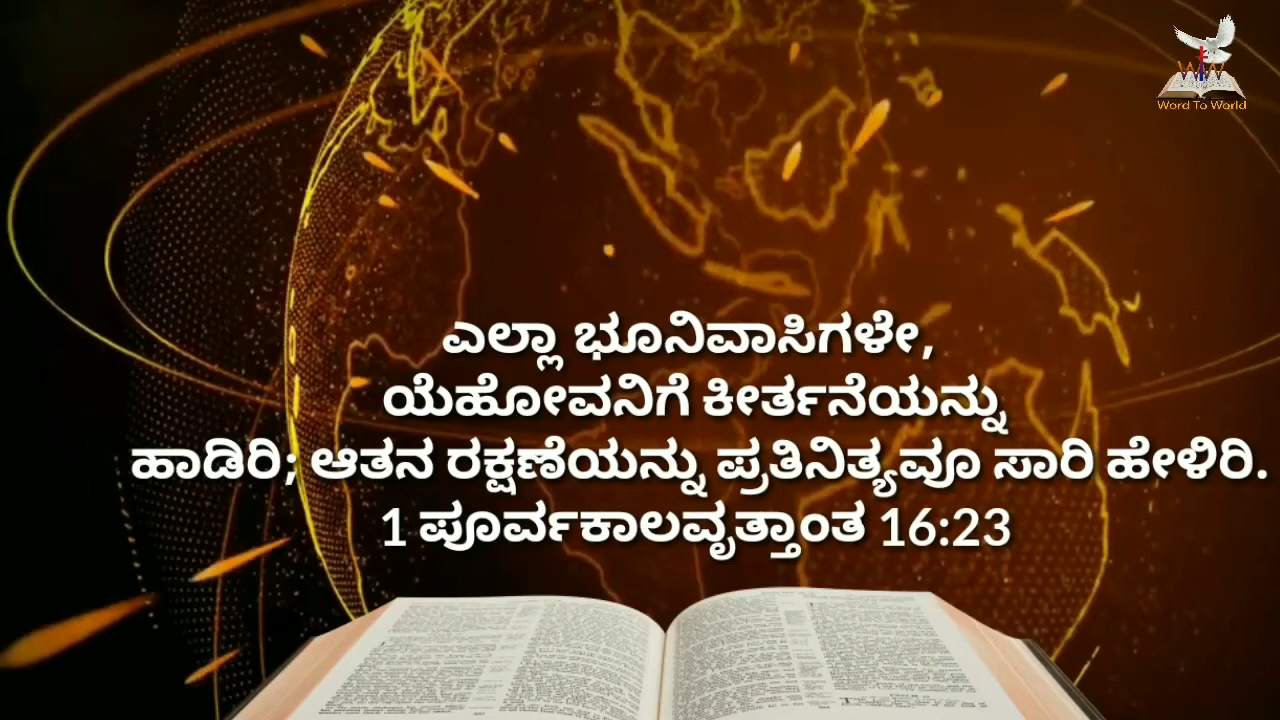 WTW
Word To World
ಎಲ್ಲಾ ಭೂನಿವಾಸಿಗಳೇ,
ಯೆಹೋವನಿಗೆ ಕೀರ್ತನೆಯನ್ನು
ಹಾಡಿರಿ; ಆತನ ರಕ್ಷಣೆಯನ್ನು ಪ್ರತಿನಿತ್ಯವೂ ಸಾರಿ ಹೇಳಿರಿ.
1 ಪೂರ್ವಕಾಲವೃತ್ತಾಂತ 16:23